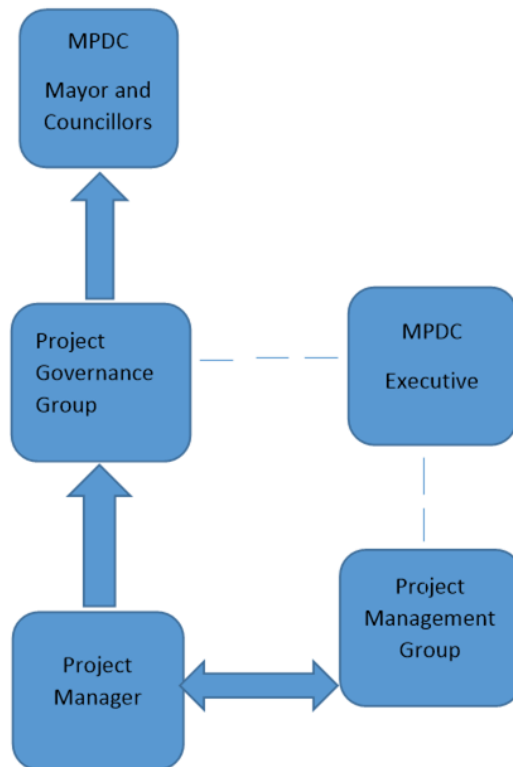 MPDC
Mayor and
Councillors
Project
Governance
Group
MPDC
Executive
Project
Management
Group
Project
Manager